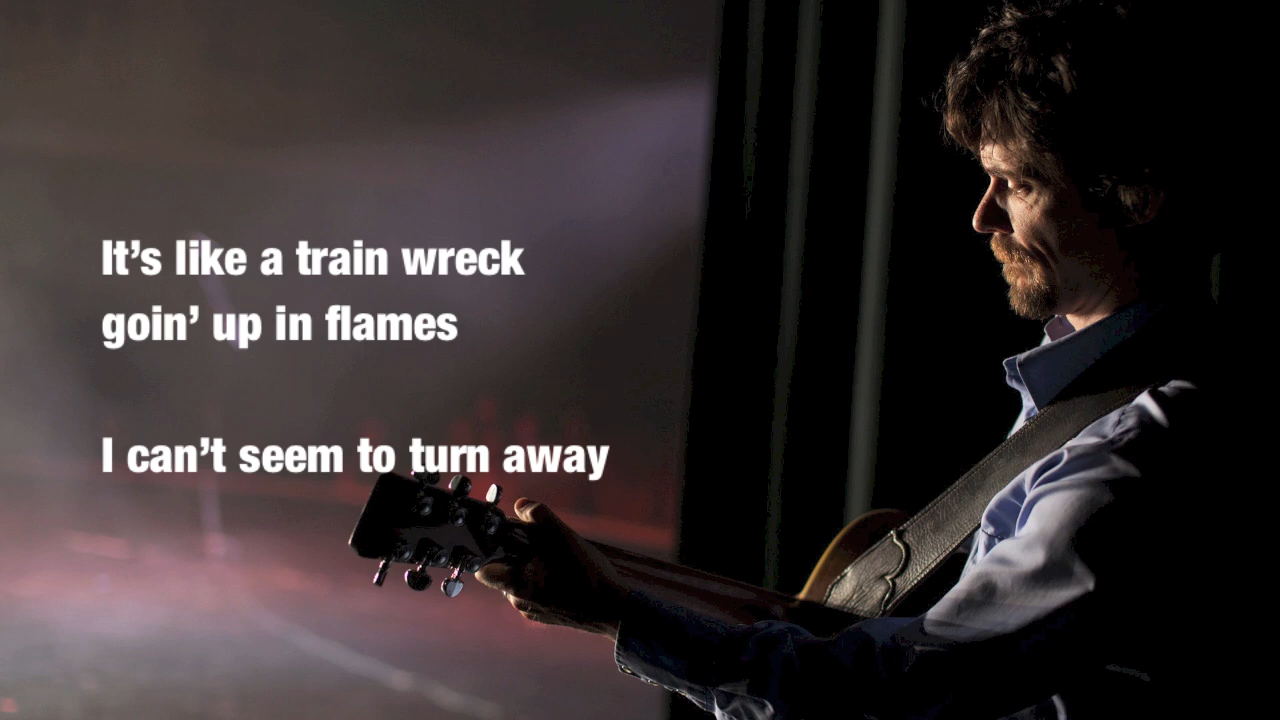 It’s like a train wreck
goin’ up in flames
I can’t seem to turn away